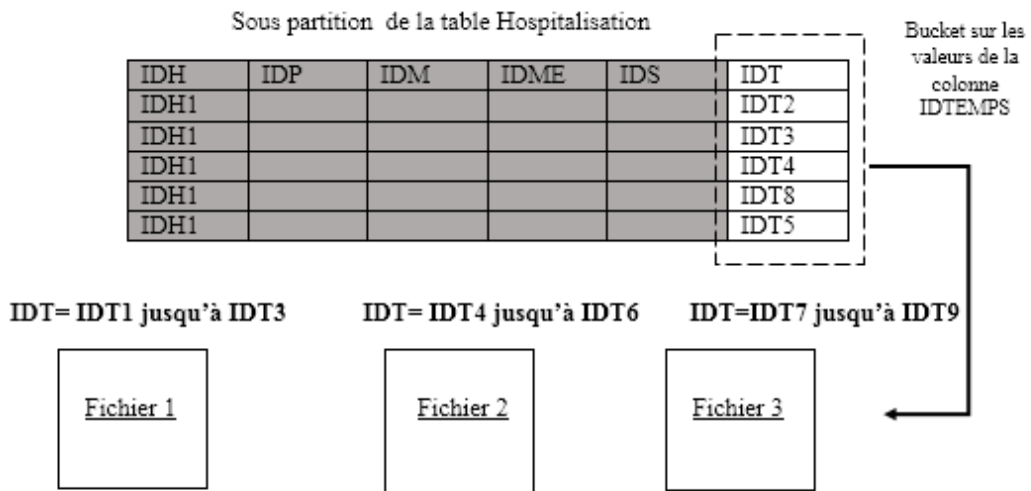 Sous partition de la table Hospitalisation
Bucket sur les
valeurs de la
colonne
IDTEMPS
IDH IDP IDM IDME IDS IDT
IDH1 IDT2
IDH1 IDT3
IDH1 IDT4
IDH1 IDT8
IDH1 IDT5
IDT= IDT1 jusqu’à IDT3 IDT= IDT4 jusqu’à IDT6 IDT=IDT7 jusqu’à IDT9
Fichier 1 Fichier 2 Fichier 3